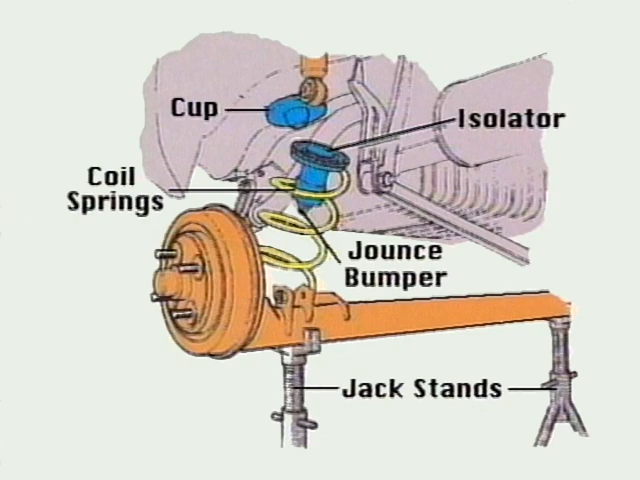 Cup
Isolator
Coil
Springs
Jounce
Bumper
Jack Stands